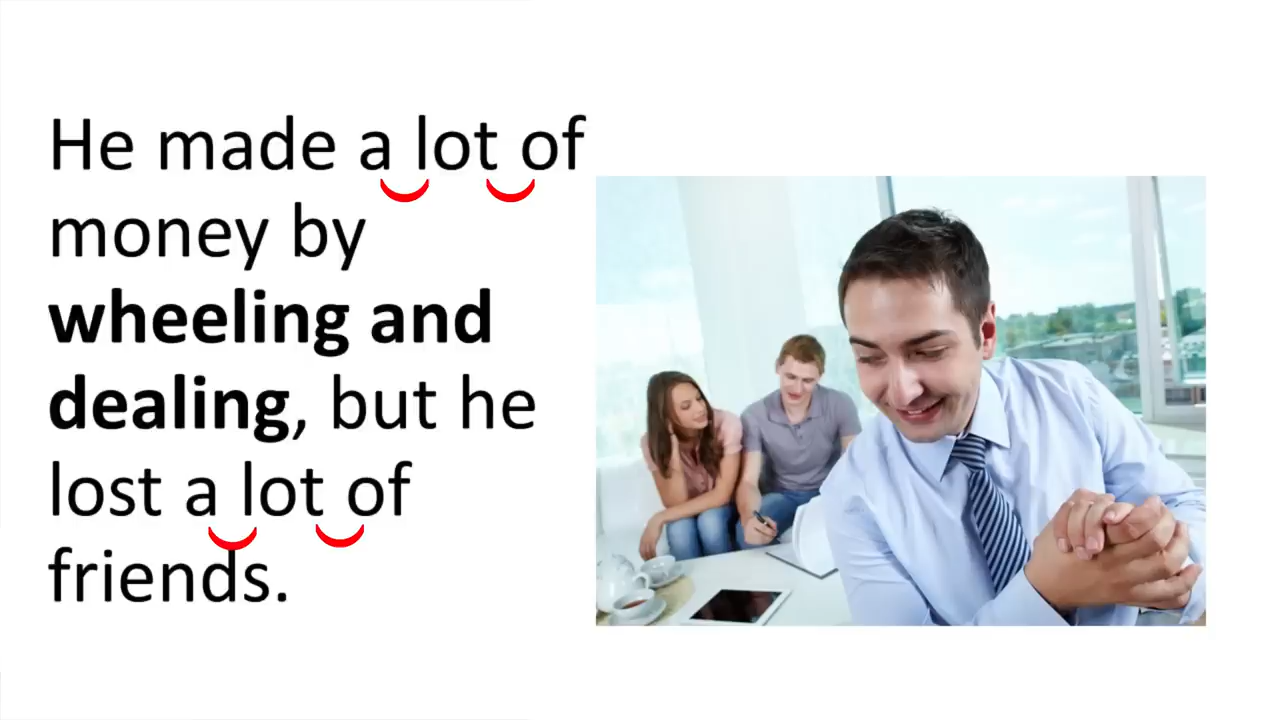 He made a lot of
money by
wheeling and
dealing, but he
lost a lot of
friends.